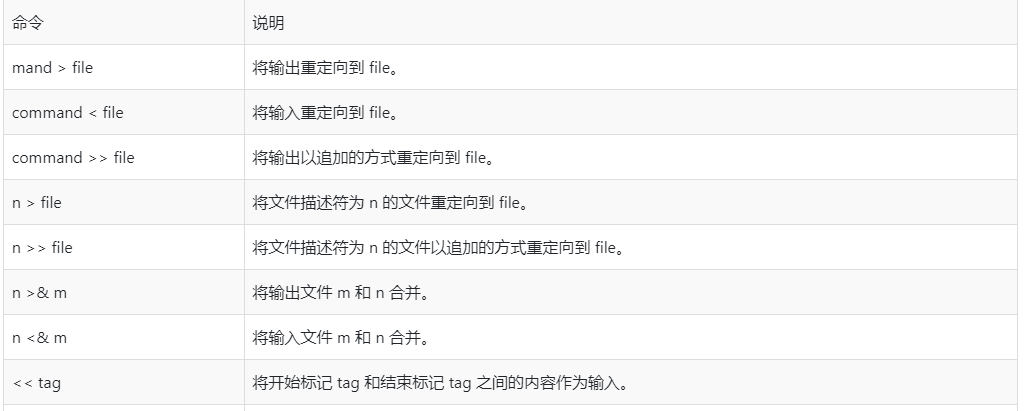 命令 说明
mand > file 将输出重定向到 file。
command < file 将输入重定向到 file。
command >> file 将输出以追加的方式重定向到 file。
n > file 将文件描述符为 n 的文件重定向到 file。
n >> file 将文件描述符为 n 的文件以追加的方式重定向到 file。
n >& m 将输出文件 m 和 n 合并。
n <& m 将输入文件 m 和 n 合并。
<< tag 将开始标记 tag 和结束标记 tag 之间的内容作为输入。